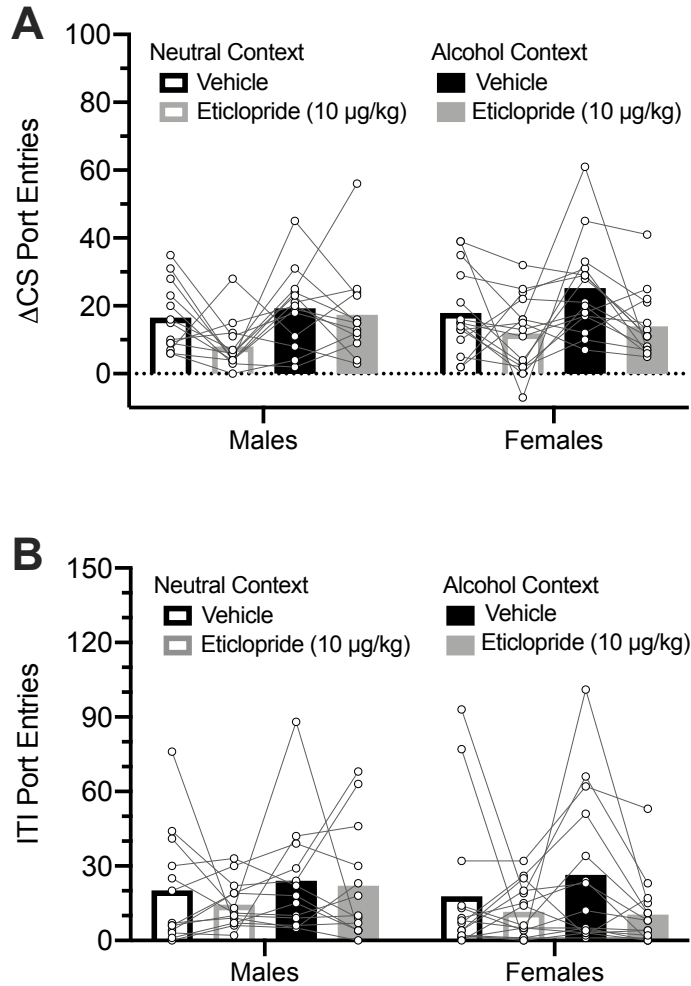 A
ΔCS Port Entries
100
80
60
40
20
0
Neutral Context
Vehicle
Eticlopride (10 µg/kg)
Alcohol Context
Vehicle
Eticlopride (10 µg/kg)
Males
Females
B
ITI Port Entries
150
120
90
60
30
0
Neutral Context
Vehicle
Eticlopride (10 µg/kg)
Alcohol Context
Vehicle
Eticlopride (10 µg/kg)
Males
Females